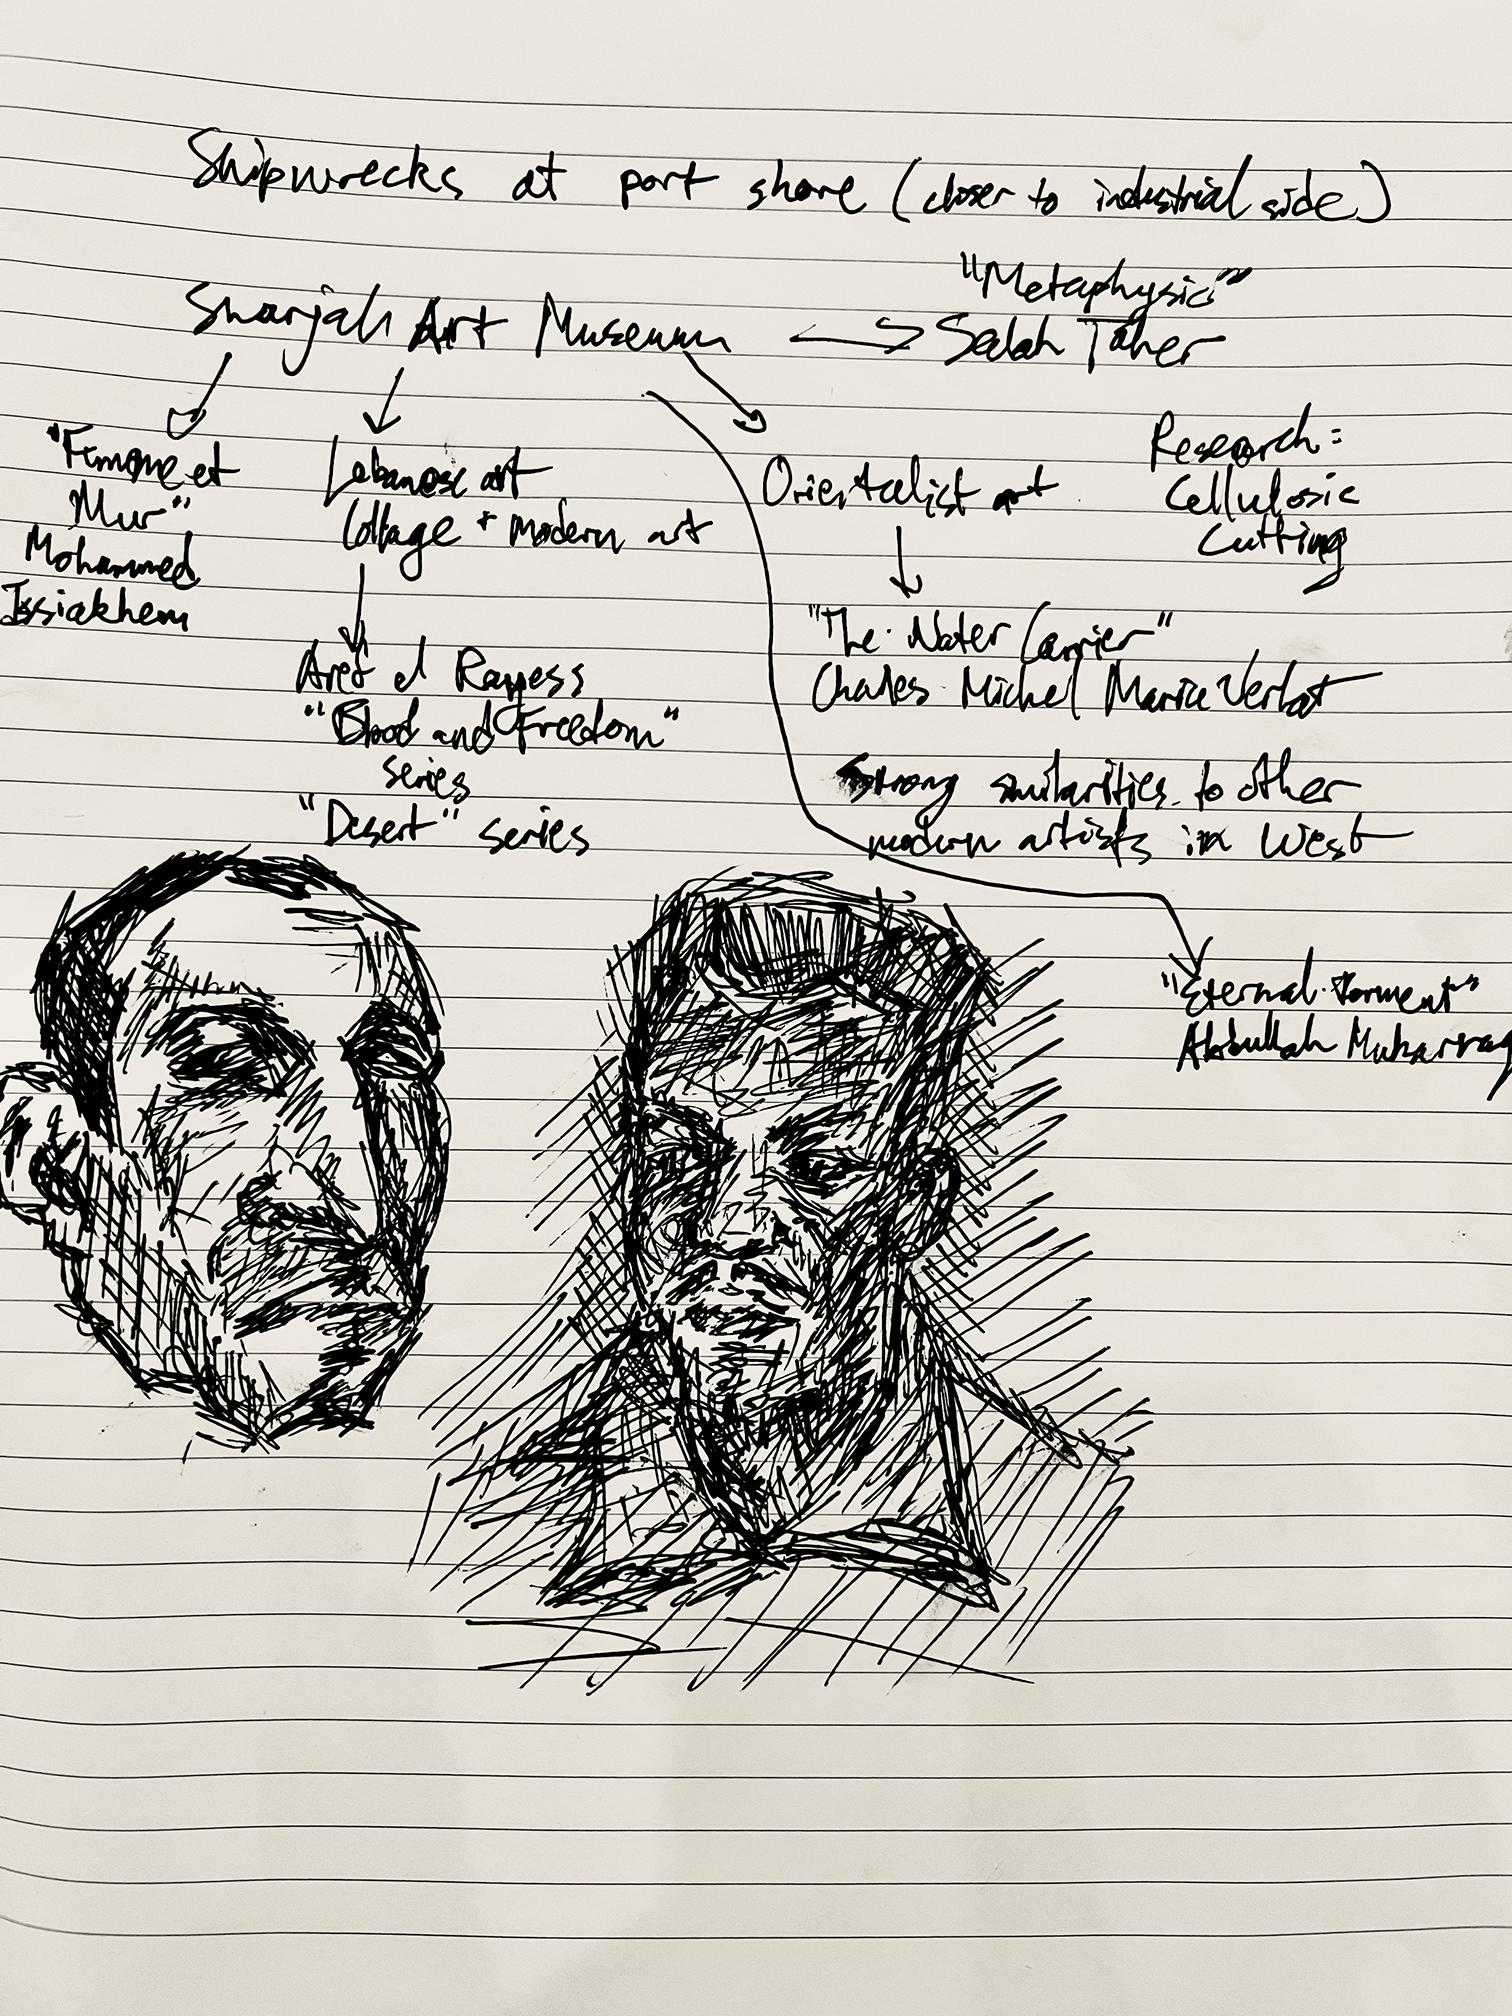 Shipwrecks at port shore (closer to industrial side)
"Metaphysics"
Sharjah Art Museum
Salah Taher
"Femme et
Mur"
Mohammed
Issiakhem
Lebanese art
Collage + modern art
Aref el Rayess
"Blood and Freedom"
series
"Desert" series
Orientalist art
"The Water Carrier"
Charles Michel Maria Verlat
Strong similarities to other
modern artists in West
Research:
Cellulosic
Cutting
"Eternal torment"
Abdullah Muharraq